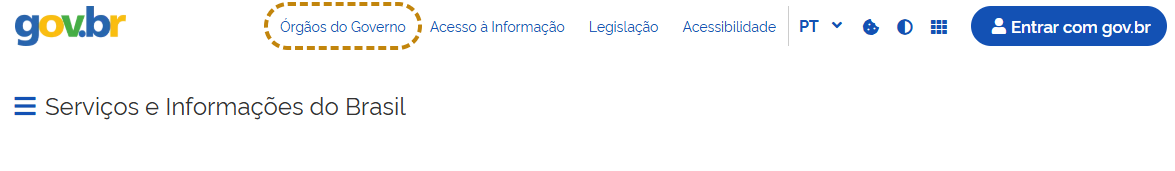 gov.br Órgãos do Governo Acesso à Informação Legislação Acessibilidade PT Entrar com gov.br
Serviços e Informações do Brasil